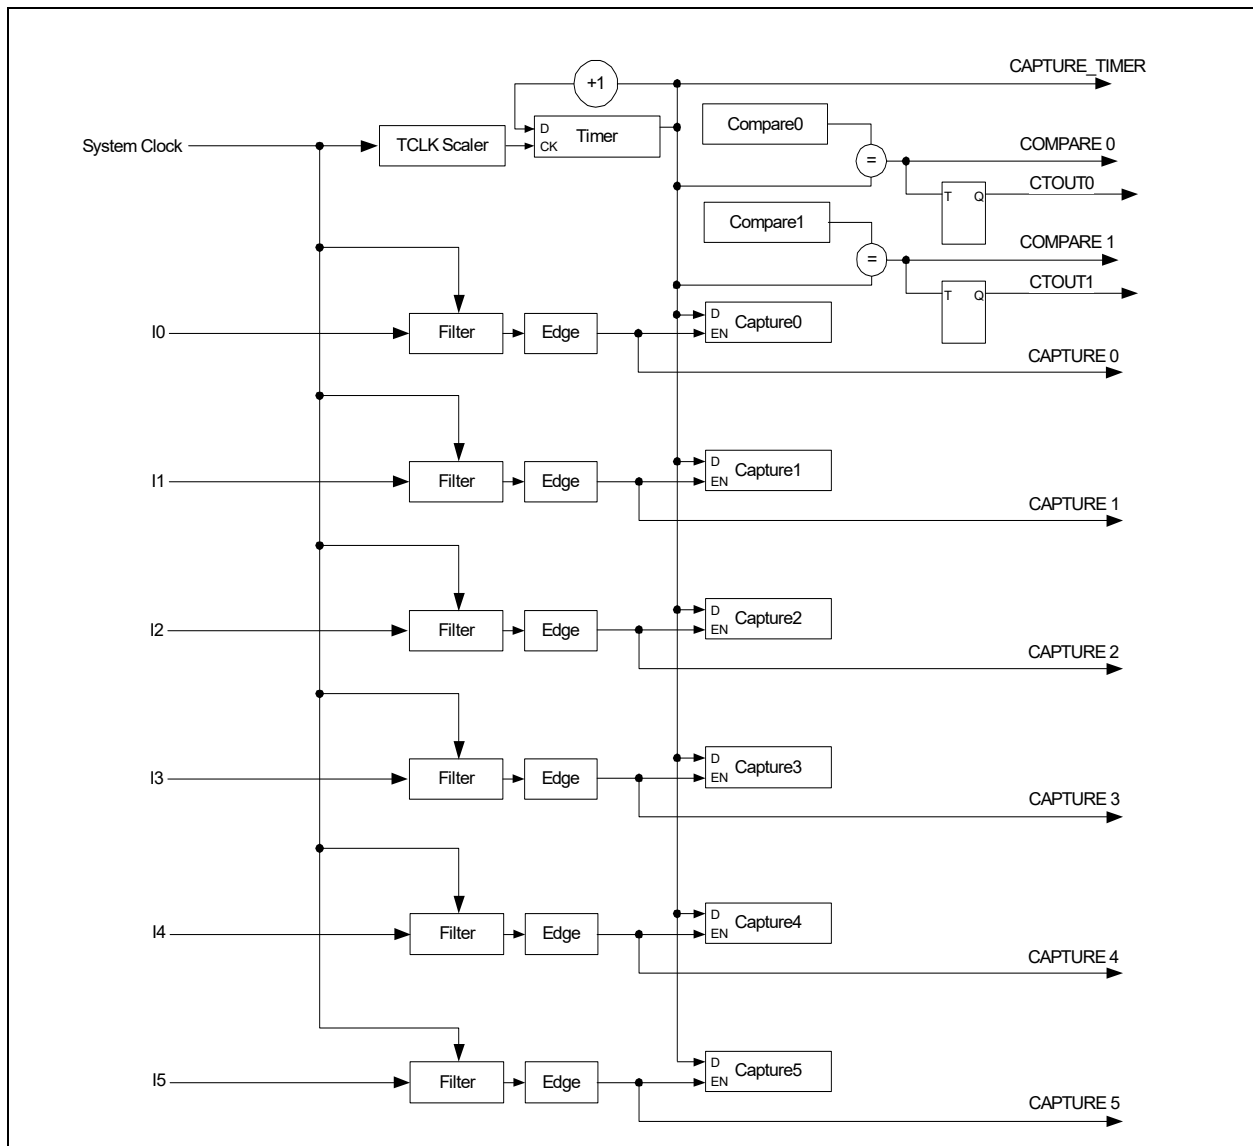 +1
CAPTURE_TIMER
D
CK
Timer
Compare0
System Clock
TCLK Scaler
=
COMPARE 0
T
Q
CTOUT0
Compare1
=
COMPARE 1
T
Q
CTOUT1
I0
Filter
Edge
D
EN
Capture0
CAPTURE 0
I1
Filter
Edge
D
EN
Capture1
CAPTURE 1
I2
Filter
Edge
D
EN
Capture2
CAPTURE 2
I3
Filter
Edge
D
EN
Capture3
CAPTURE 3
I4
Filter
Edge
D
EN
Capture4
CAPTURE 4
I5
Filter
Edge
D
EN
Capture5
CAPTURE 5